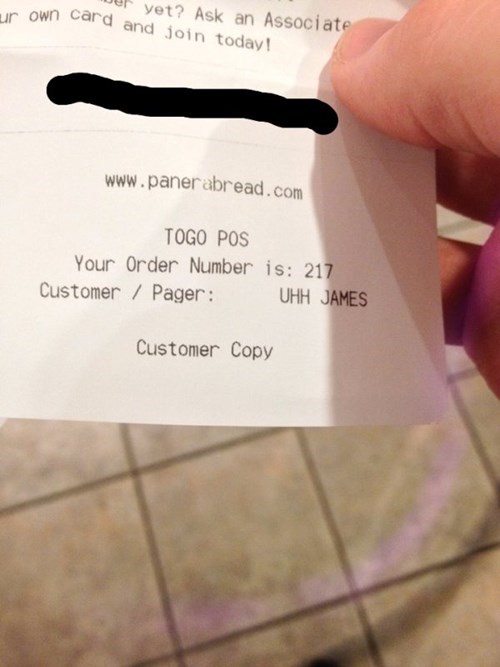 yet? Ask an Associate
own card and join today!
www.panerabread.com
TOGO POS
Your Order Number is: 217
Customer / Pager: UHH JAMES
Customer Copy